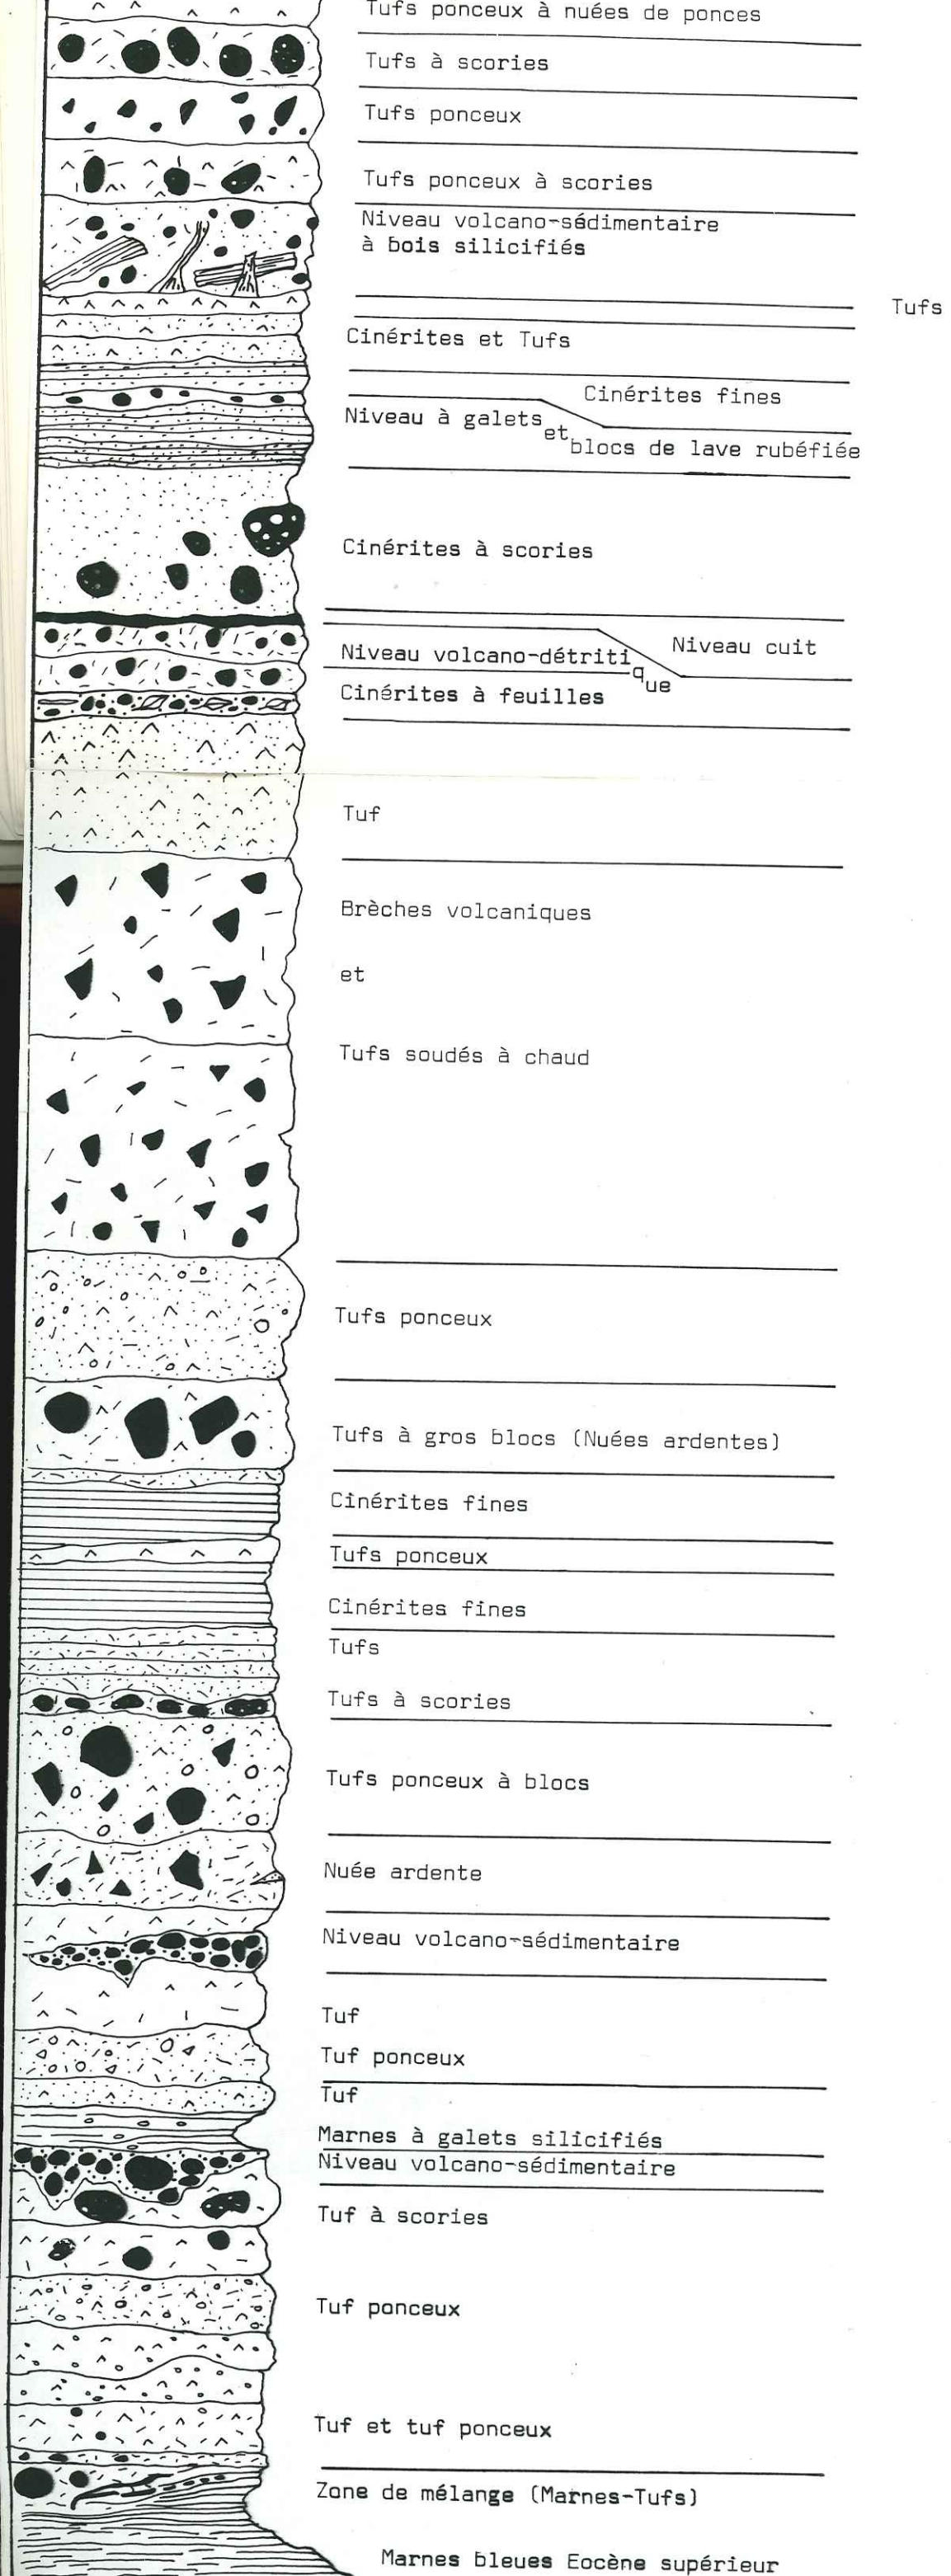 Tufs ponceux à nuées de ponces
Tufs à scories
Tufs ponceux
Tufs ponceux à scories
Niveau volcano-sédimentaire
à bois silicifiés
Tufs
Cinérites et Tufs
Cinérites fines
Niveau à galets et blocs de lave rubéfiée
Cinérites à scories
Niveau cuit
Niveau volcano-détritique
Cinérites à feuilles
Tuf
Brèches volcaniques
et
Tufs soudés à chaud
Tufs ponceux
Tufs à gros blocs (Nuées ardentes)
Cinérites fines
Tufs ponceux
Cinérites fines
Tufs
Tufs à scories
Tufs ponceux à blocs
Nuée ardente
Niveau volcano-sédimentaire
Tuf
Tuf ponceux
Tuf
Marnes à galets silicifiés
Niveau volcano-sédimentaire
Tuf à scories
Tuf ponceux
Tuf et tuf ponceux
Zone de mélange (Marnes-Tufs)
Marnes bleues Eocène supérieur